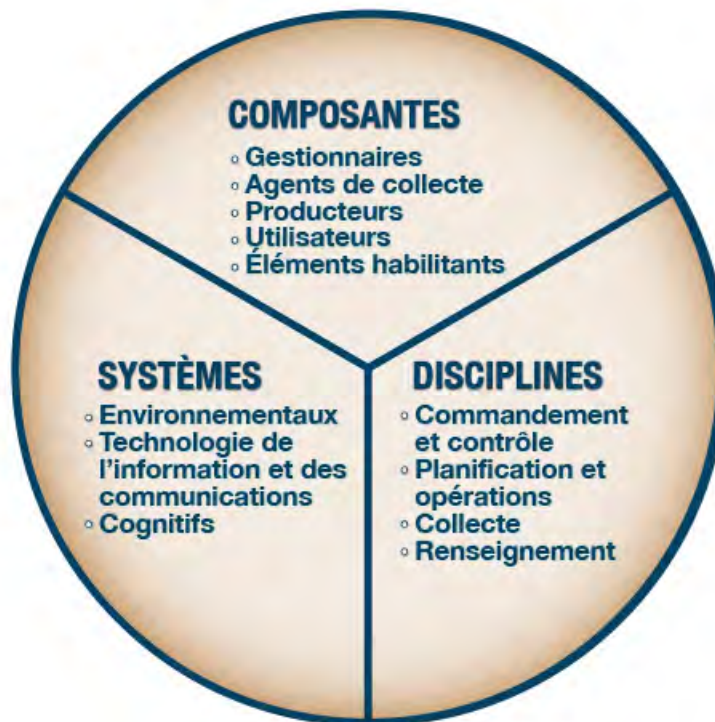 COMPOSANTES
◦ Gestionnaires
◦ Agents de collecte
◦ Producteurs
◦ Utilisateurs
◦ Éléments habilitants
SYSTÈMES
◦ Environnementaux
◦ Technologie de
l'information et des
communications
◦ Cognitifs
DISCIPLINES
◦ Commandement
et contrôle
◦ Planification et
opérations
◦ Collecte
◦ Renseignement